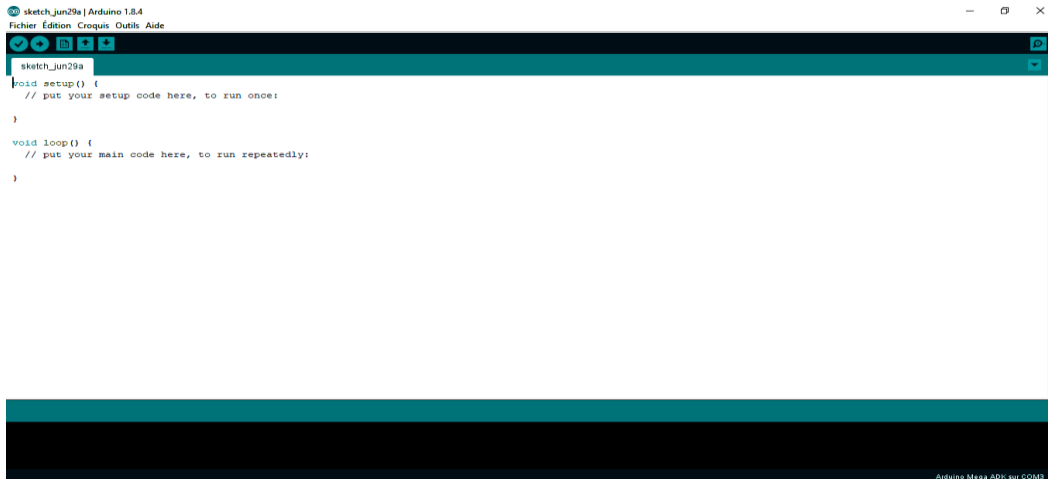 sketch_jun29a | Arduino 1.8.4
Fichier Édition Croquis Outils Aide
sketch_jun29a
void setup() {
  // put your setup code here, to run once:
}
void loop() {
  // put your main code here, to run repeatedly:
}
Arduino Mega ADK sur COM3